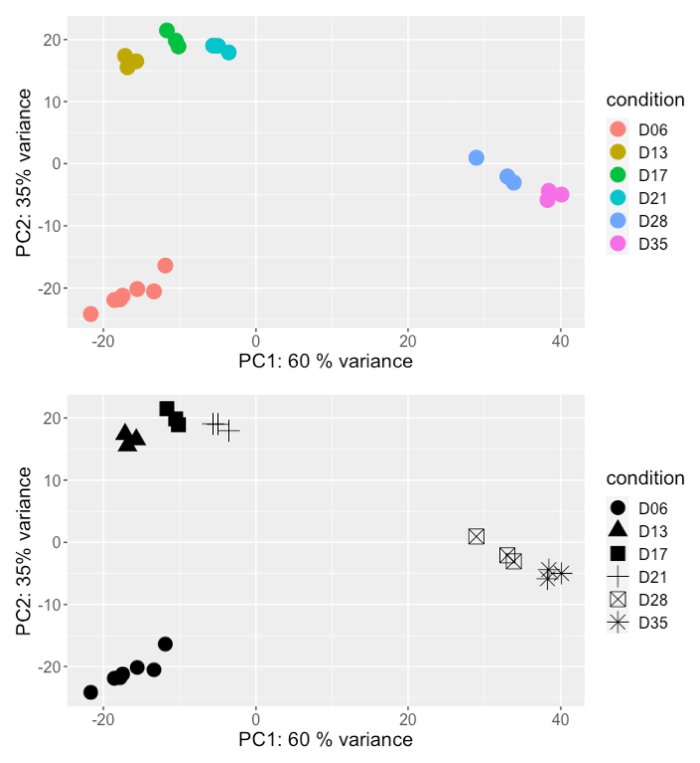 20
10
0
-10
-20
PC2: 35% variance
-20 0 20 40
PC1: 60 % variance
condition
D06
D13
D17
D21
D28
D35
20
10
0
-10
-20
PC2: 35% variance
-20 0 20 40
PC1: 60 % variance
condition
D06
D13
D17
D21
D28
D35